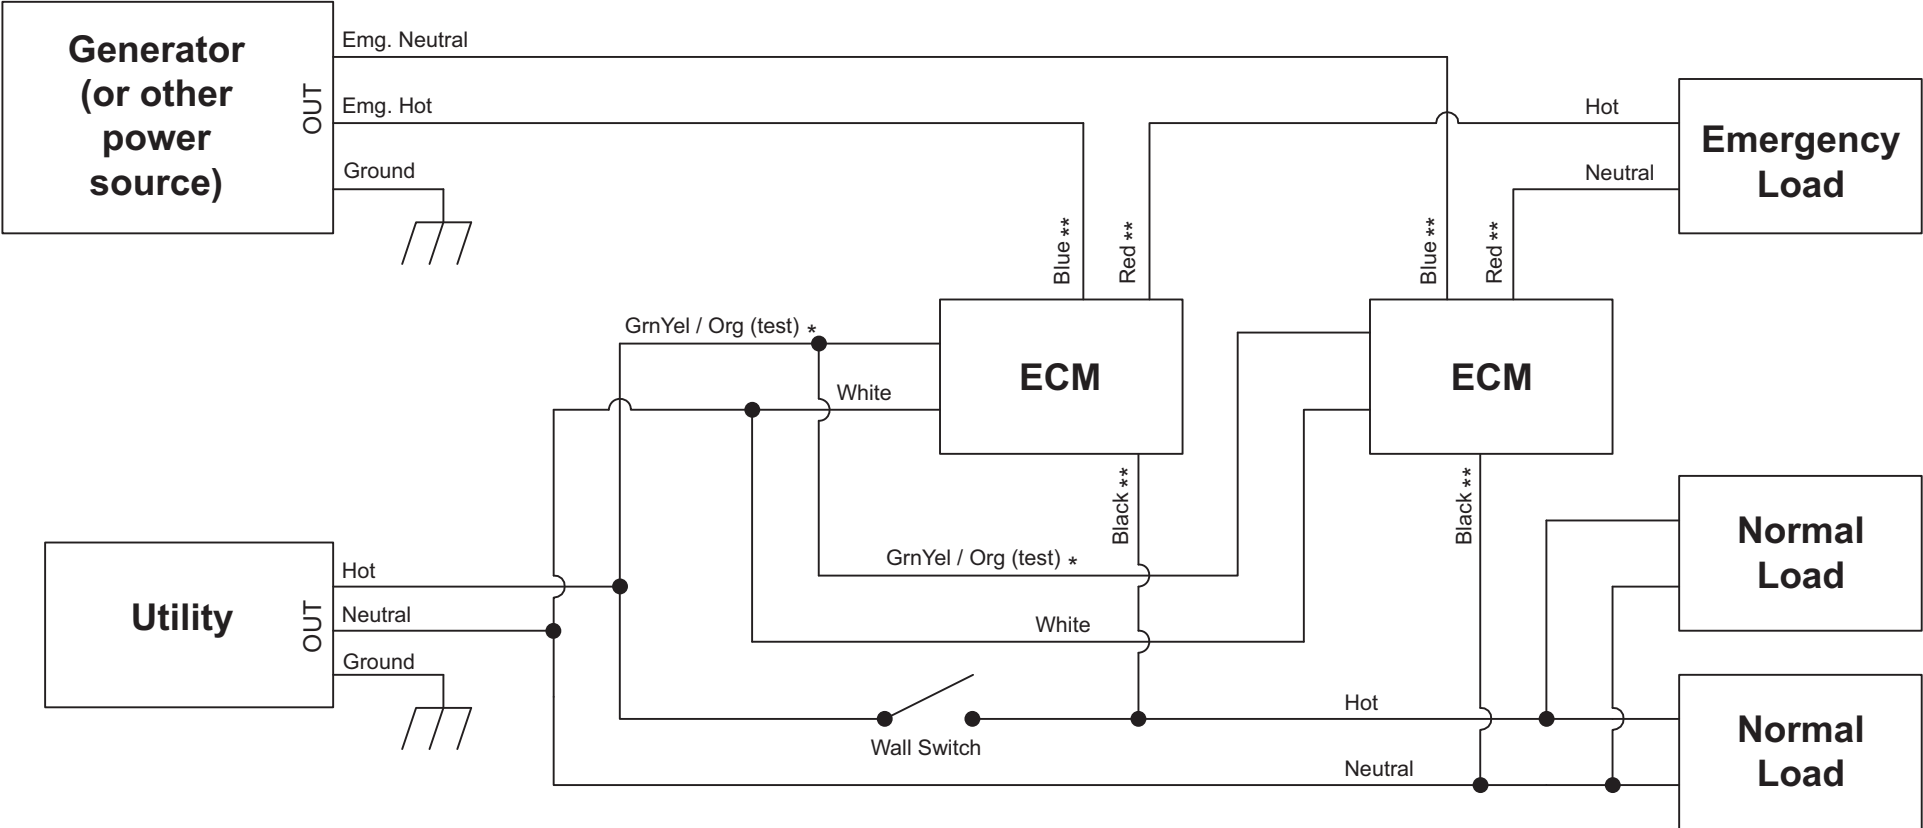 Generator
(or other
power
source)
OUT
Emg. Neutral
Emg. Hot
Ground
Hot
Neutral
Emergency
Load
Blue **
Red **
Blue **
Red **
GrnYel / Org (test) *
White
ECM
ECM
Black **
Black **
GrnYel / Org (test) *
White
Utility
OUT
Hot
Neutral
Ground
Wall Switch
Hot
Neutral
Normal
Load
Normal
Load